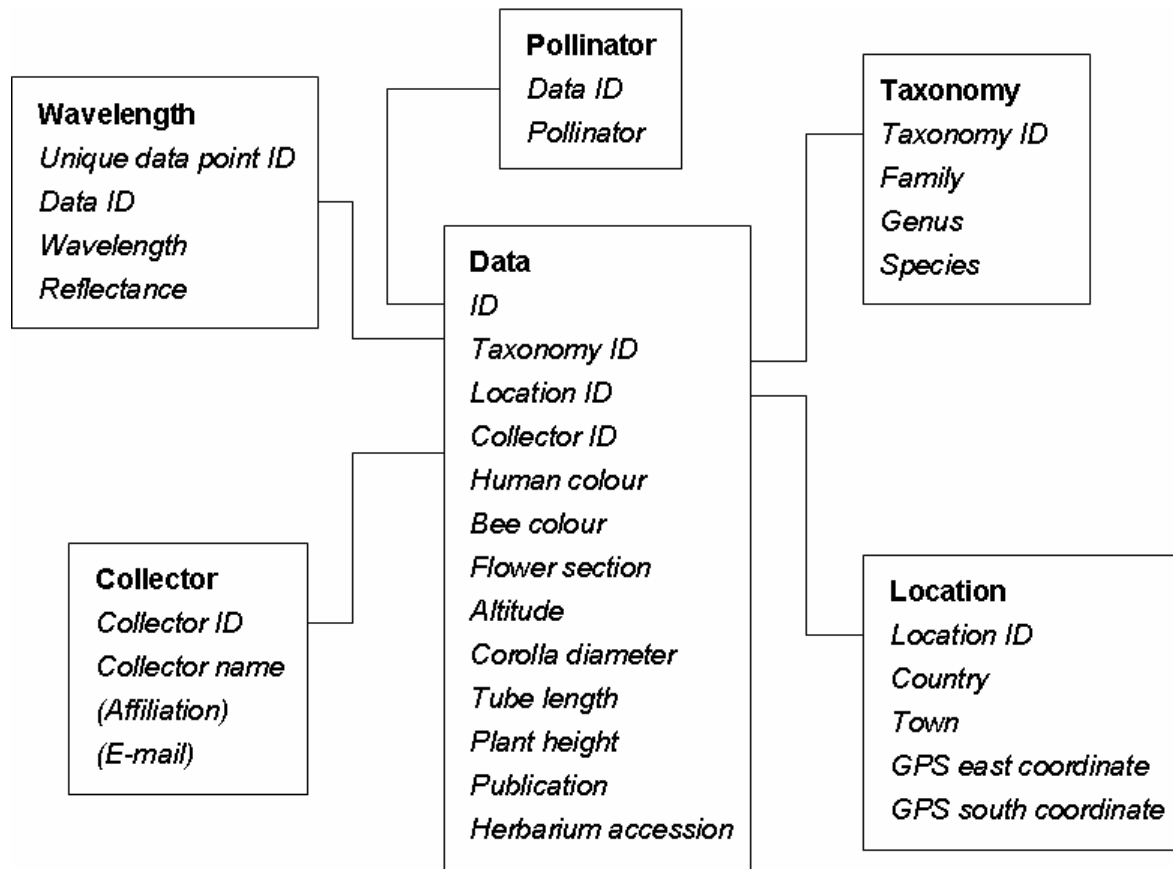 Pollinator
Data ID
Pollinator
Wavelength
Unique data point ID
Data ID
Wavelength
Reflectance
Taxonomy
Taxonomy ID
Family
Genus
Species
Data
ID
Taxonomy ID
Location ID
Collector ID
Human colour
Bee colour
Flower section
Altitude
Corolla diameter
Tube length
Plant height
Publication
Herbarium accession
Collector
Collector ID
Collector name
(Affiliation)
(E-mail)
Location
Location ID
Country
Town
GPS east coordinate
GPS south coordinate